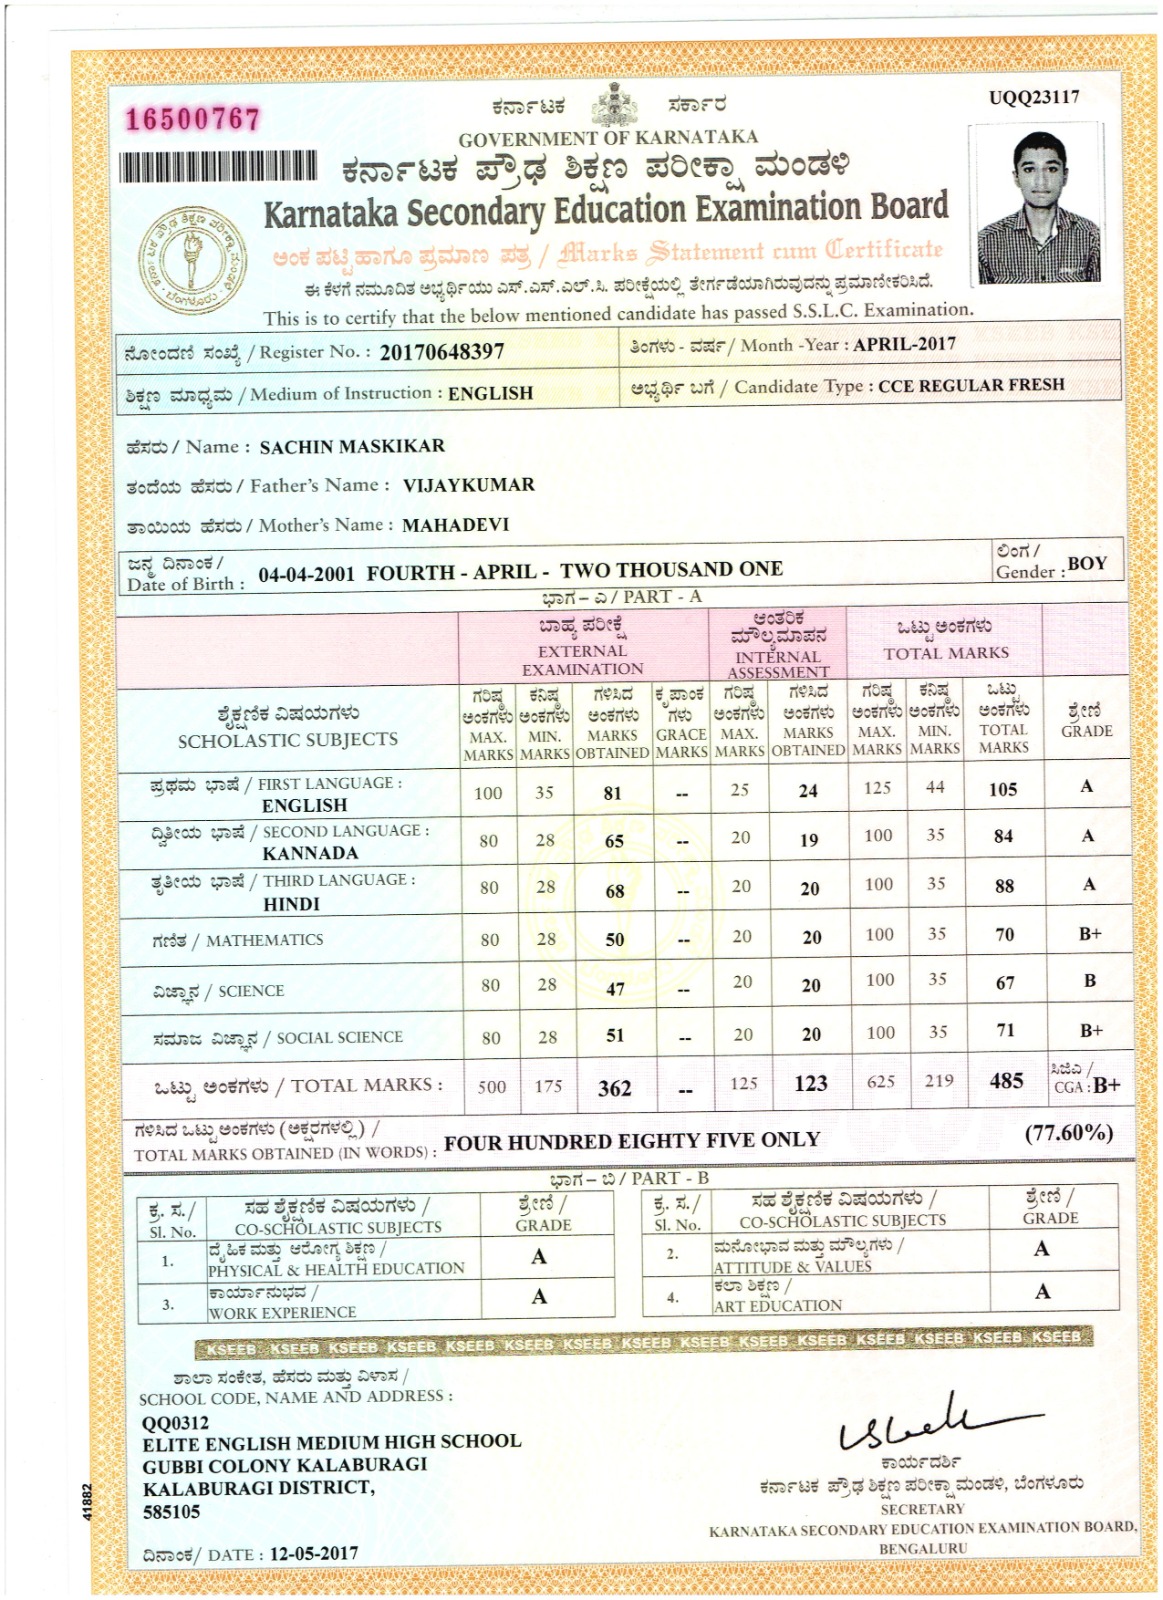 16500767
ಕರ್ನಾಟಕ ಸರ್ಕಾರ
UQQ23117
GOVERNMENT OF KARNATAKA
ಕರ್ನಾಟಕ ಪ್ರೌಢ ಶಿಕ್ಷಣ ಪರೀಕ್ಷಾ ಮಂಡಳಿ
Karnataka Secondary Education Examination Board
ಅಂಕ ಪಟ್ಟಿ ಹಾಗೂ ಪ್ರಮಾಣ ಪತ್ರ / Marks Statement cum Certificate
ಈ ಕೆಳಗೆ ನಮೂದಿತ ಅಭ್ಯರ್ಥಿಯು ಎಸ್.ಎಸ್.ಎಲ್.ಸಿ. ಪರೀಕ್ಷೆಯಲ್ಲಿ ತೇರ್ಗಡೆಯಾಗಿರುವುದನ್ನು ಪ್ರಮಾಣೀಕರಿಸಿದೆ.
This is to certify that the below mentioned candidate has passed S.S.L.C. Examination.
ನೋಂದಣಿ ಸಂಖ್ಯೆ / Register No. : 20170648397 ತಿಂಗಳು - ವರ್ಷ / Month -Year : APRIL-2017
ಶಿಕ್ಷಣ ಮಾಧ್ಯಮ / Medium of Instruction : ENGLISH ಅಭ್ಯರ್ಥಿ ಬಗೆ / Candidate Type : CCE REGULAR FRESH
ಹೆಸರು / Name : SACHIN MASKIKAR
ತಂದೆಯ ಹೆಸರು / Father's Name : VIJAYKUMAR
ತಾಯಿಯ ಹೆಸರು / Mother's Name : MAHADEVI
ಜನ್ಮ ದಿನಾಂಕ / Date of Birth : 04-04-2001 FOURTH - APRIL - TWO THOUSAND ONE ಲಿಂಗ / Gender : BOY
ಭಾಗ – ಎ / PART - A
ಬಾಹ್ಯ ಪರೀಕ್ಷೆ EXTERNAL EXAMINATION ಆಂತರಿಕ ಮೌಲ್ಯಮಾಪನ INTERNAL ASSESSMENT ಒಟ್ಟು ಅಂಕಗಳು TOTAL MARKS
ಶೈಕ್ಷಣಿಕ ವಿಷಯಗಳು SCHOLASTIC SUBJECTS ಗರಿಷ್ಠ ಅಂಕಗಳು MAX. MARKS ಕನಿಷ್ಠ ಅಂಕಗಳು MIN. MARKS ಗಳಿಸಿದ ಅಂಕಗಳು MARKS OBTAINED ಕೃಪಾಂಕ ಗಳು GRACE MARKS ಗರಿಷ್ಠ ಅಂಕಗಳು MAX. MARKS ಗಳಿಸಿದ ಅಂಕಗಳು MARKS OBTAINED ಗರಿಷ್ಠ ಅಂಕಗಳು MAX. MARKS ಕನಿಷ್ಠ ಅಂಕಗಳು MIN. MARKS ಒಟ್ಟು ಅಂಕಗಳು TOTAL MARKS ಶ್ರೇಣಿ GRADE
ಪ್ರಥಮ ಭಾಷೆ / FIRST LANGUAGE : ENGLISH 100 35 81 -- 25 24 125 44 105 A
ದ್ವಿತೀಯ ಭಾಷೆ / SECOND LANGUAGE : KANNADA 80 28 65 -- 20 19 100 35 84 A
ತೃತೀಯ ಭಾಷೆ / THIRD LANGUAGE : HINDI 80 28 68 -- 20 20 100 35 88 A
ಗಣಿತ / MATHEMATICS 80 28 50 -- 20 20 100 35 70 B+
ವಿಜ್ಞಾನ / SCIENCE 80 28 47 -- 20 20 100 35 67 B
ಸಮಾಜ ವಿಜ್ಞಾನ / SOCIAL SCIENCE 80 28 51 -- 20 20 100 35 71 B+
ಒಟ್ಟು ಅಂಕಗಳು / TOTAL MARKS : 500 175 362 -- 125 123 625 219 485 ಸಿಜಿಎ / CGA : B+
ಗಳಿಸಿದ ಒಟ್ಟು ಅಂಕಗಳು (ಅಕ್ಷರಗಳಲ್ಲಿ) /
TOTAL MARKS OBTAINED (IN WORDS) : FOUR HUNDRED EIGHTY FIVE ONLY (77.60%)
ಭಾಗ – ಬಿ / PART - B
ಕ್ರ. ಸ. / Sl. No. ಸಹ ಶೈಕ್ಷಣಿಕ ವಿಷಯಗಳು / CO-SCHOLASTIC SUBJECTS ಶ್ರೇಣಿ / GRADE ಕ್ರ. ಸ. / Sl. No. ಸಹ ಶೈಕ್ಷಣಿಕ ವಿಷಯಗಳು / CO-SCHOLASTIC SUBJECTS ಶ್ರೇಣಿ / GRADE
1. ದೈಹಿಕ ಮತ್ತು ಆರೋಗ್ಯ ಶಿಕ್ಷಣ / PHYSICAL & HEALTH EDUCATION A 2. ಮನೋಭಾವ ಮತ್ತು ಮೌಲ್ಯಗಳು / ATTITUDE & VALUES A
3. ಕಾರ್ಯಾನುಭವ / WORK EXPERIENCE A 4. ಕಲಾ ಶಿಕ್ಷಣ / ART EDUCATION A
KSEEB KSEEB KSEEB KSEEB KSEEB KSEEB KSEEB KSEEB KSEEB KSEEB KSEEB KSEEB KSEEB KSEEB KSEEB
ಶಾಲಾ ಸಂಕೇತ, ಹೆಸರು ಮತ್ತು ವಿಳಾಸ /
SCHOOL CODE, NAME AND ADDRESS :
QQ0312
ELITE ENGLISH MEDIUM HIGH SCHOOL
GUBBI COLONY KALABURAGI
KALABURAGI DISTRICT,
585105
41882
ದಿನಾಂಕ / DATE : 12-05-2017
ಕಾರ್ಯದರ್ಶಿ
ಕರ್ನಾಟಕ ಪ್ರೌಢ ಶಿಕ್ಷಣ ಪರೀಕ್ಷಾ ಮಂಡಳಿ, ಬೆಂಗಳೂರು
SECRETARY
KARNATAKA SECONDARY EDUCATION EXAMINATION BOARD,
BENGALURU